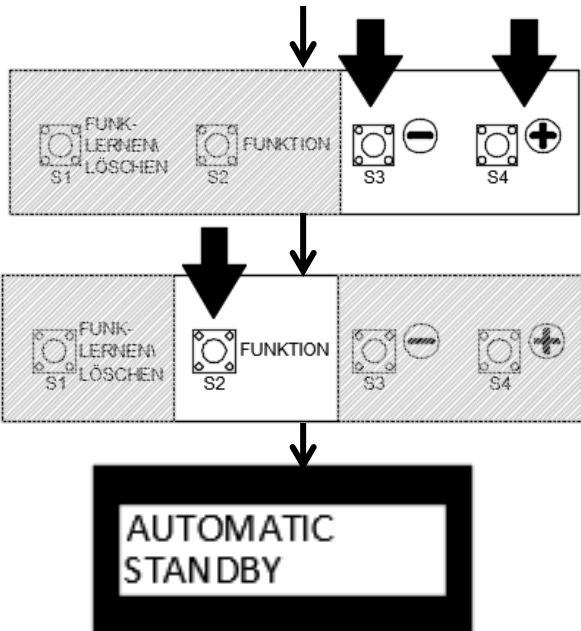 FUNK-
LERNEN\
LÖSCHEN
S1
FUNKTION
S2
S3
S4
FUNK-
LERNEN\
LÖSCHEN
S1
FUNKTION
S2
S3
S4
AUTOMATIC
STANDBY